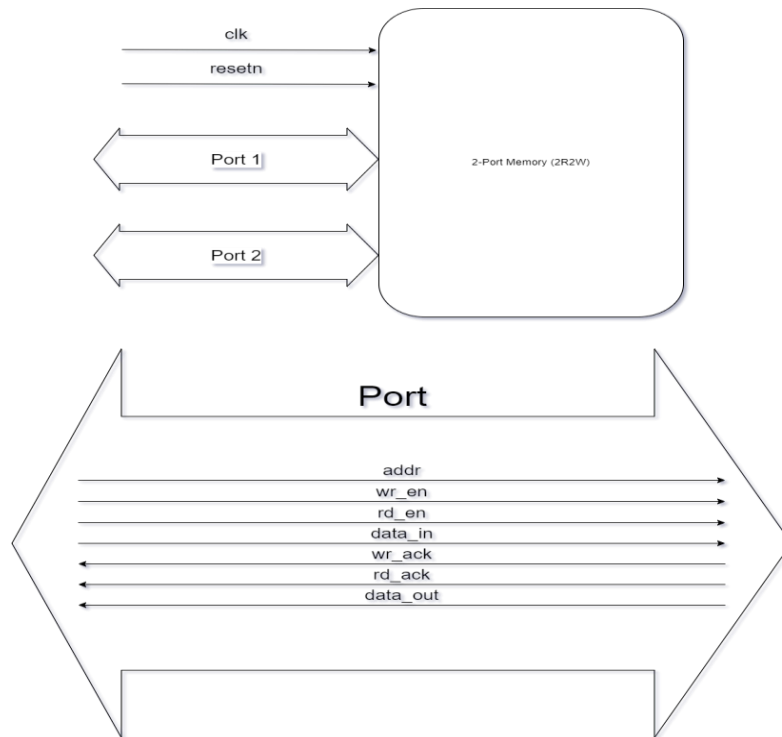 clk
resetn
Port 1
2-Port Memory (2R2W)
Port 2
Port
addr
wr_en
rd_en
data_in
wr_ack
rd_ack
data_out